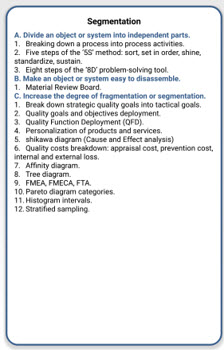 Segmentation
A. Divide an object or system into independent parts.
1. Breaking down a process into process activities.
2. Five steps of the '5S' method: sort, set in order, shine,
standardize, sustain.
3. Eight steps of the '8D' problem-solving tool.
B. Make an object or system easy to disassemble.
1. Material Review Board.
C. Increase the degree of fragmentation or segmentation.
1. Break down strategic quality goals into tactical goals.
2. Quality goals and objectives deployment.
3. Quality Function Deployment (QFD).
4. Personalization of products and services.
5. shikawa diagram (Cause and Effect analysis)
6. Quality costs breakdown: appraisal cost, prevention cost,
internal and external loss.
7. Affinity diagram.
8. Tree diagram.
9. FMEA, FMECA, FTA.
10. Pareto diagram categories.
11. Histogram intervals.
12. Stratified sampling.